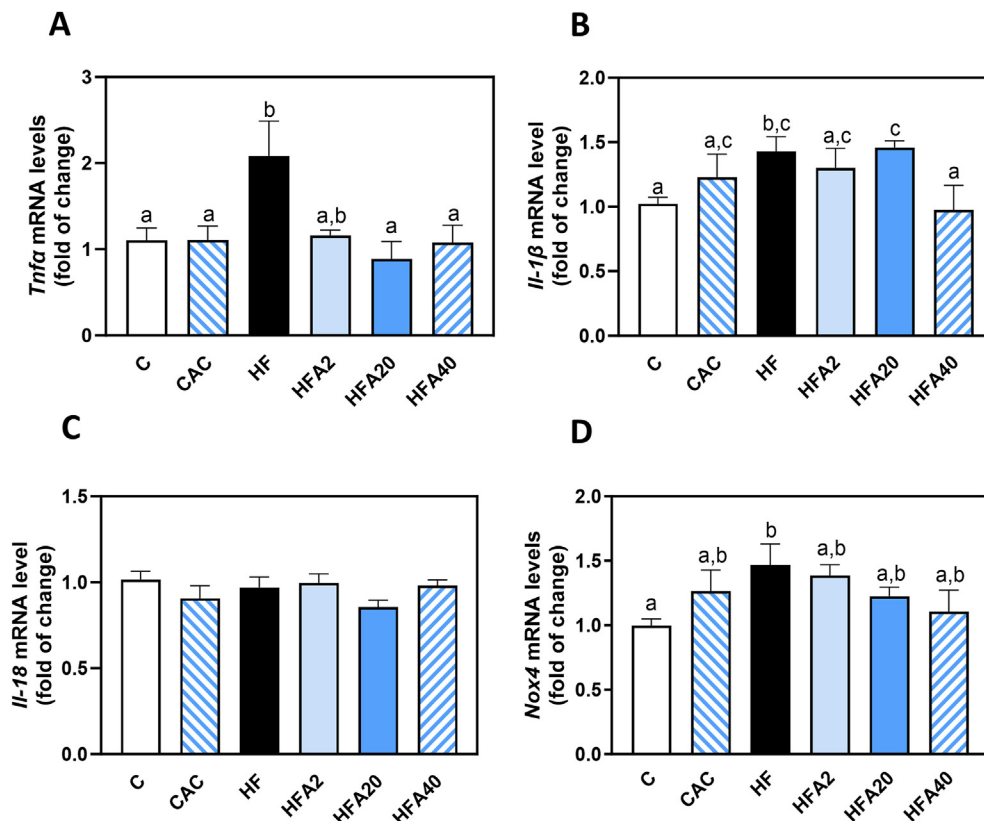 A
Tnfα mRNA levels
(fold of change)
3
2
1
0
a
a
b
a,b
a
a
C
CAC
HF
HFA2
HFA20
HFA40
B
Il-1β mRNA level
(fold of change)
2.0
1.5
1.0
0.5
0.0
a
a,c
b,c
a,c
c
a
C
CAC
HF
HFA2
HFA20
HFA40
C
Il-18 mRNA level
(fold of change)
1.5
1.0
0.5
0.0
C
CAC
HF
HFA2
HFA20
HFA40
D
Nox4 mRNA levels
(fold of change)
2.0
1.5
1.0
0.5
0.0
a
a,b
b
a,b
a,b
a,b
C
CAC
HF
HFA2
HFA20
HFA40